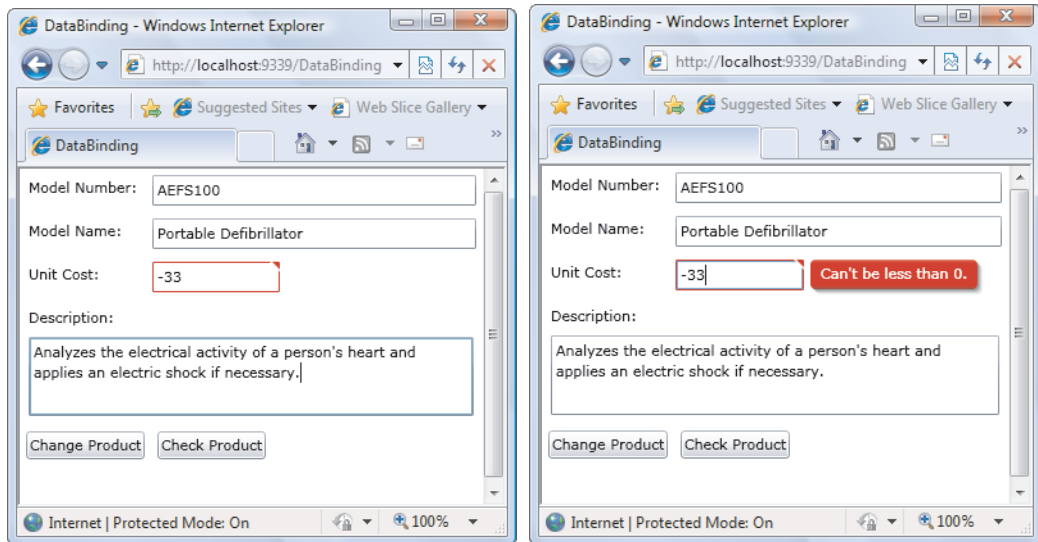 DataBinding - Windows Internet Explorer
http://localhost:9339/DataBinding
Favorites Suggested Sites Web Slice Gallery
DataBinding
Model Number: AEFS100
Model Name: Portable Defibrillator
Unit Cost: -33
Description:
Analyzes the electrical activity of a person's heart and
applies an electric shock if necessary.
Change Product Check Product
Internet | Protected Mode: On 100%
DataBinding - Windows Internet Explorer
http://localhost:9339/DataBinding
Favorites Suggested Sites Web Slice Gallery
DataBinding
Model Number: AEFS100
Model Name: Portable Defibrillator
Unit Cost: -33 Can't be less than 0.
Description:
Analyzes the electrical activity of a person's heart and
applies an electric shock if necessary.
Change Product Check Product
Internet | Protected Mode: On 100%